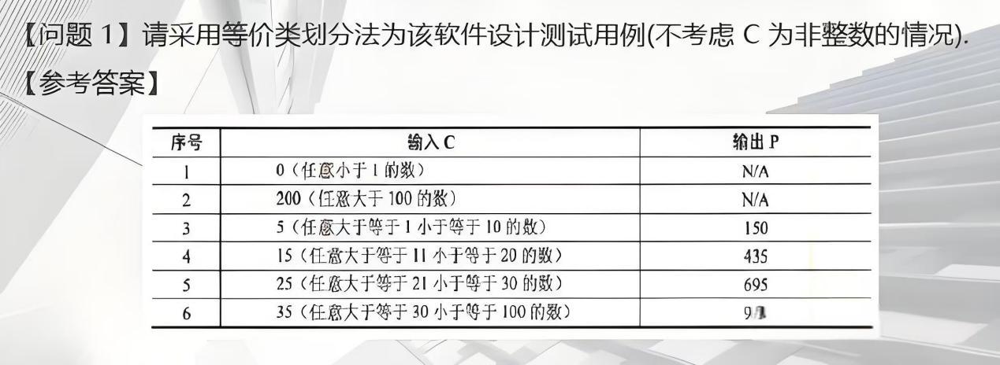 【问题 1】请采用等价类划分法为该软件设计测试用例(不考虑 C 为非整数的情况).
【参考答案】
序号 输入 C 输出 P
1 0（任意小于 1 的数） N/A
2 200（任意大于 100 的数） N/A
3 5（任意大于等于 1 小于等于 10 的数） 150
4 15（任意大于等于 11 小于等于 20 的数） 435
5 25（任意大于等于 21 小于等于 30 的数） 695
6 35（任意大于等于 30 小于等于 100 的数）